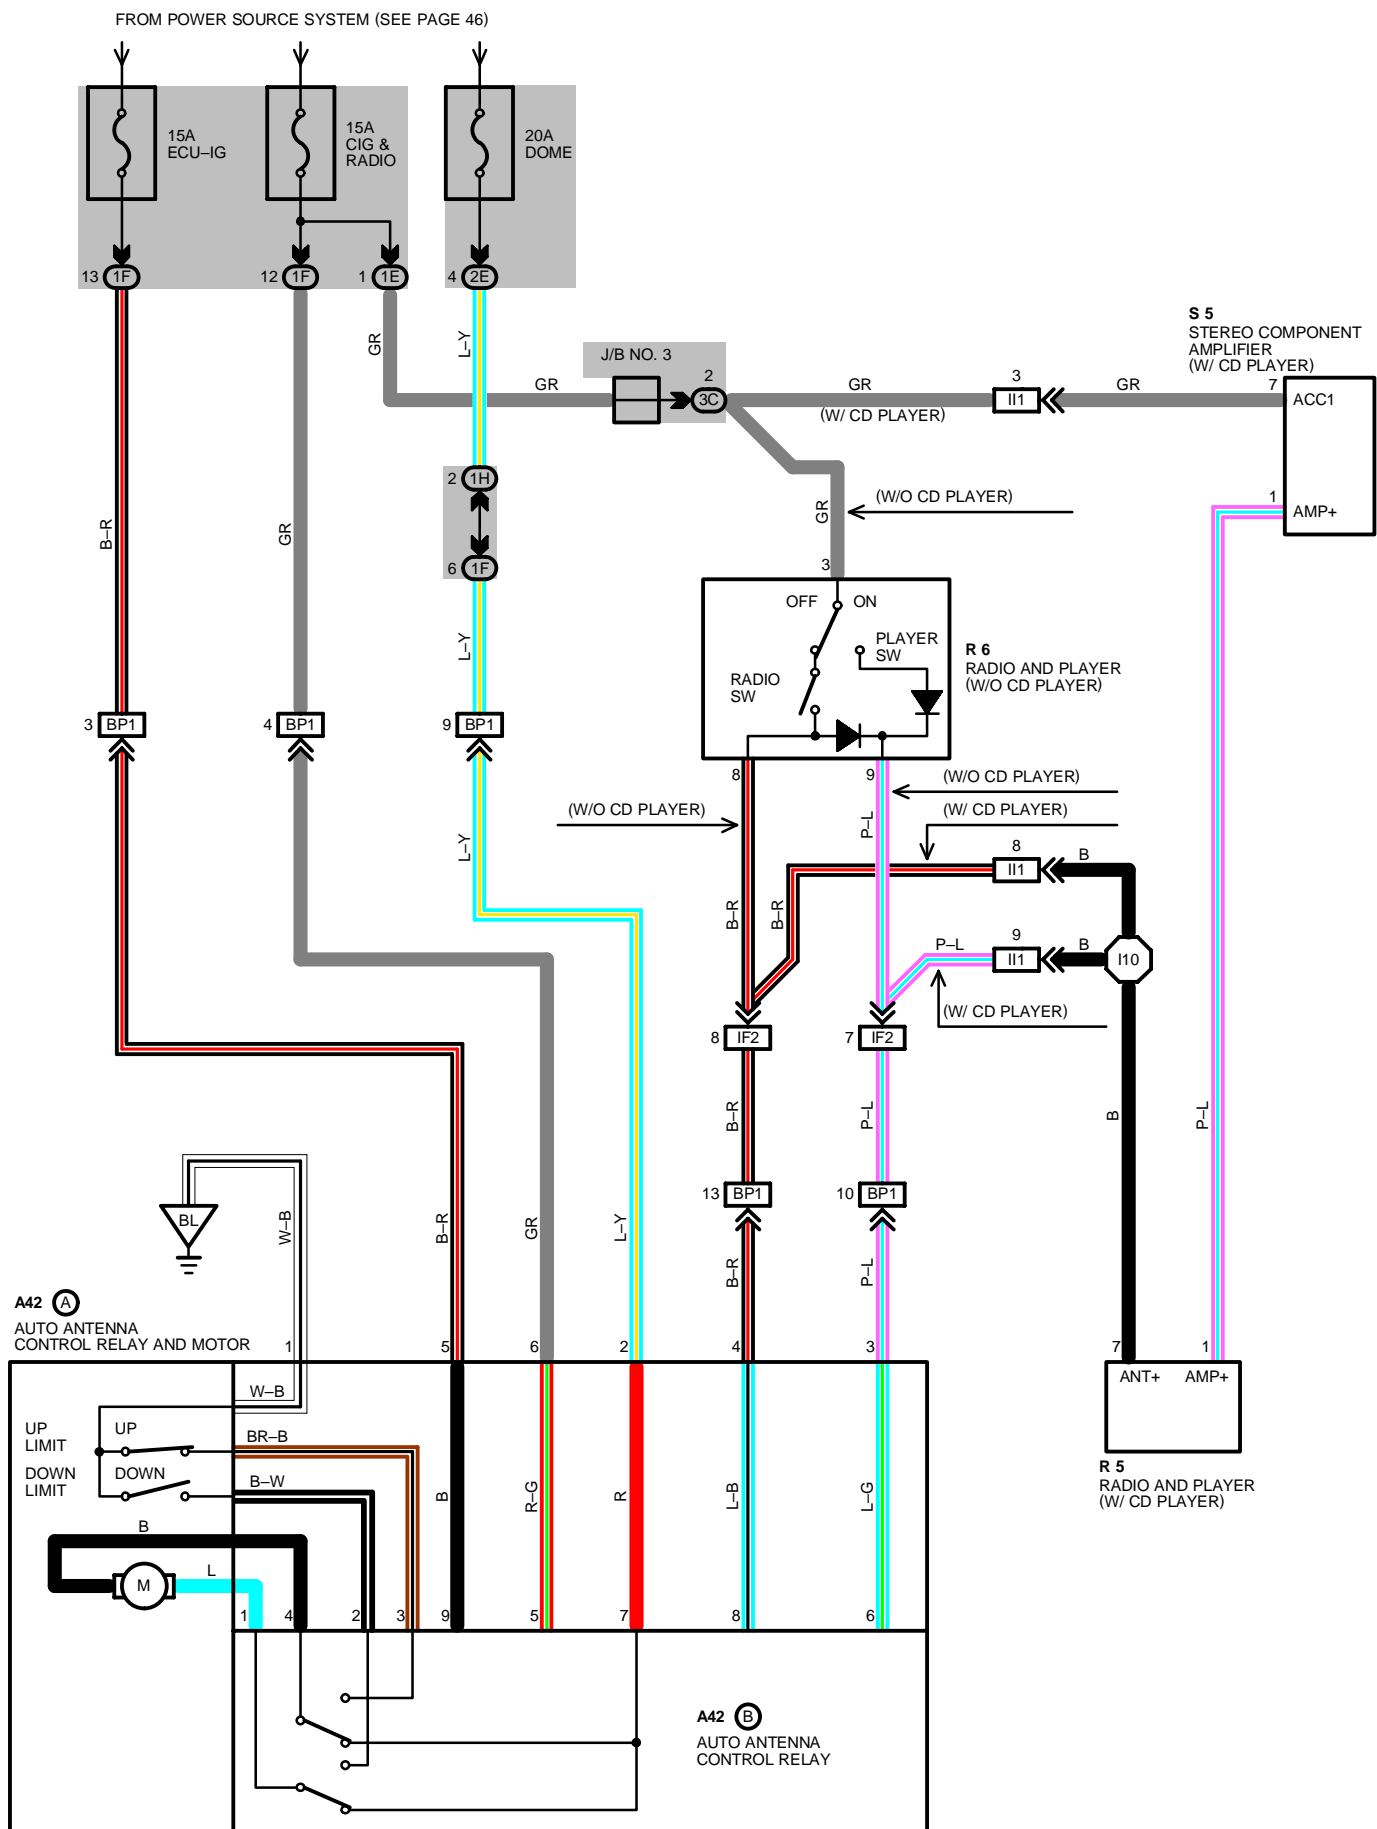 FROM POWER SOURCE SYSTEM (SEE PAGE 46)
15A
ECU–IG
15A
CIG &
RADIO
20A
DOME
13 1F
12 1F
1 1E
4 2E
S 5
STEREO COMPONENT
AMPLIFIER
(W/ CD PLAYER)
J/B NO. 3
GR
L–Y
GR
2
3C
GR
(W/ CD PLAYER)
3
II1
GR
7
ACC1
2 1H
B–R
GR
6 1F
(W/O CD PLAYER)
GR
1
AMP+
3
OFF ON
PLAYER
SW
RADIO
SW
R 6
RADIO AND PLAYER
(W/O CD PLAYER)
L–Y
3 BP1
4 BP1
9 BP1
8
9
(W/O CD PLAYER)
(W/O CD PLAYER)
(W/ CD PLAYER)
L–Y
P–L
8
II1
B
B–R
B–R
P–L
9
II1
B
I10
(W/ CD PLAYER)
8 IF2
7 IF2
B–R
P–L
B
P–L
13 BP1
10 BP1
BL
W–B
B–R
GR
L–Y
B–R
P–L
A42 A
AUTO ANTENNA
CONTROL RELAY AND MOTOR
1
5
6
2
4
3
7
1
ANT+ AMP+
R 5
RADIO AND PLAYER
(W/ CD PLAYER)
W–B
UP
LIMIT
UP
BR–B
DOWN
LIMIT
DOWN
B–W
B
R–G
R
L–B
L–G
B
M
L
1
4
2
3
9
5
7
8
6
A42 B
AUTO ANTENNA
CONTROL RELAY